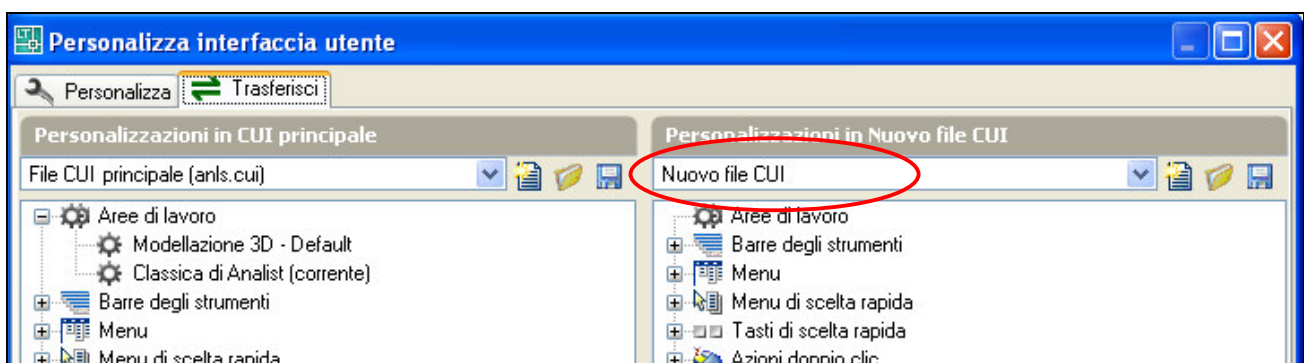 Personalizza interfaccia utente
Personalizza
Trasferisci
Personalizzazioni in CUI principale
File CUI principale (anls.cui)
Aree di lavoro
Modellazione 3D - Default
Classica di Analist (corrente)
Barre degli strumenti
Menu
Menu di scelta rapida
Personalizzazioni in Nuovo file CUI
Nuovo file CUI
Aree di lavoro
Barre degli strumenti
Menu
Menu di scelta rapida
Tasti di scelta rapida
Azioni doppio clic